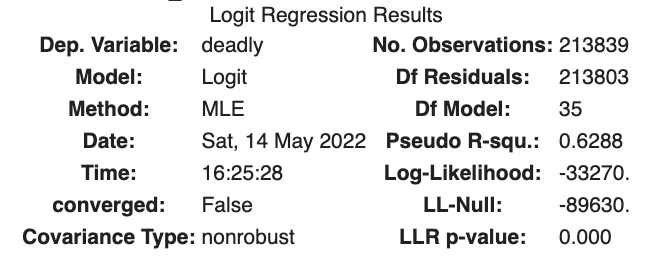 Logit Regression Results
Dep. Variable: deadly No. Observations: 213839
Model: Logit Df Residuals: 213803
Method: MLE Df Model: 35
Date: Sat, 14 May 2022 Pseudo R-squ.: 0.6288
Time: 16:25:28 Log-Likelihood: -33270.
converged: False LL-Null: -89630.
Covariance Type: nonrobust LLR p-value: 0.000